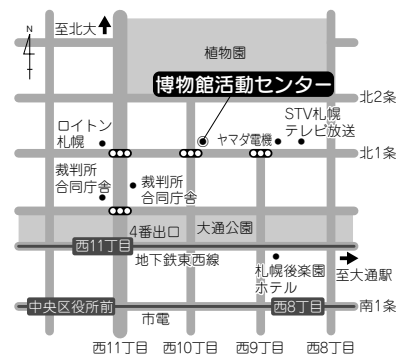 N
至北大
植物園
博物館活動センター
北2条
STV札幌
テレビ放送
ロイトン
札幌
ヤマダ電機
北1条
裁判所
合同庁舎
裁判所
合同庁舎
4番出口
大通公園
西11丁目
地下鉄東西線
札幌後楽園
ホテル
至大通駅
中央区役所前
市電
西8丁目
南1条
西11丁目
西10丁目
西9丁目
西8丁目